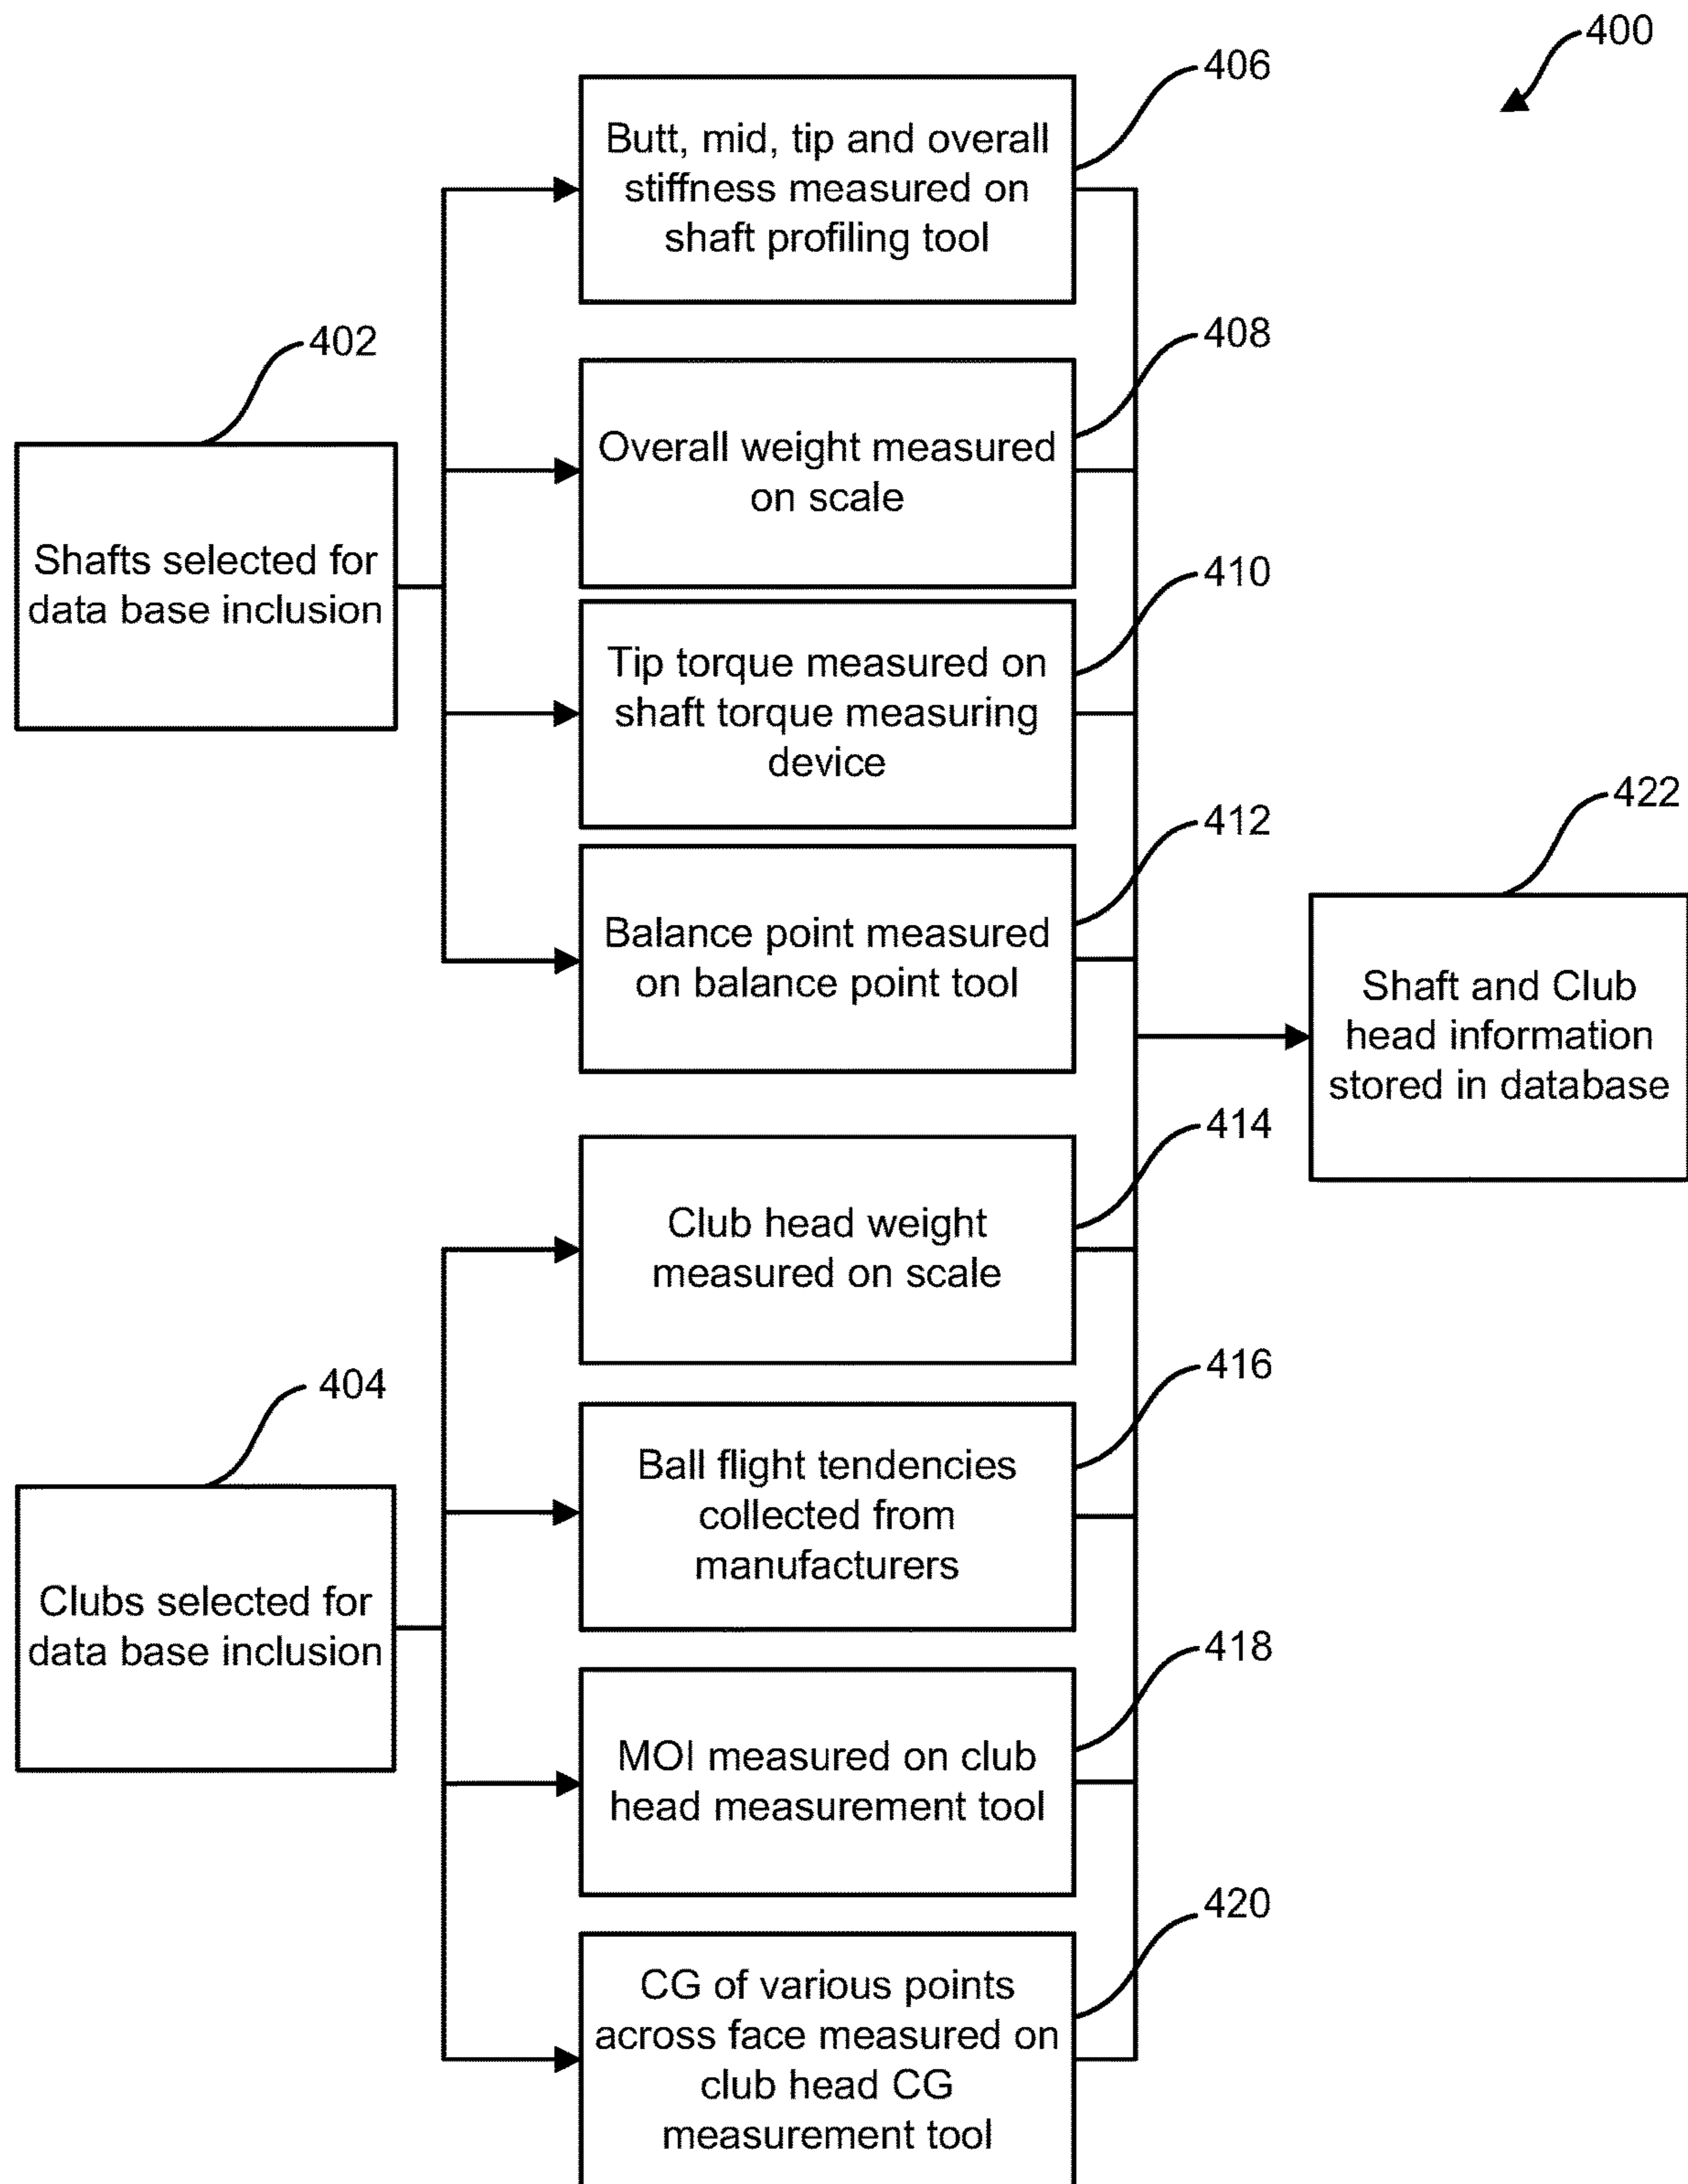 400
406
Butt, mid, tip and overall
stiffness measured on
shaft profiling tool
402
408
Shafts selected for
data base inclusion
Overall weight measured
on scale
410
Tip torque measured on
shaft torque measuring
device
412
Balance point measured
on balance point tool
422
Shaft and Club
head information
stored in database
414
Club head weight
measured on scale
404
416
Clubs selected for
data base inclusion
Ball flight tendencies
collected from
manufacturers
418
MOI measured on club
head measurement tool
420
CG of various points
across face measured on
club head CG
measurement tool